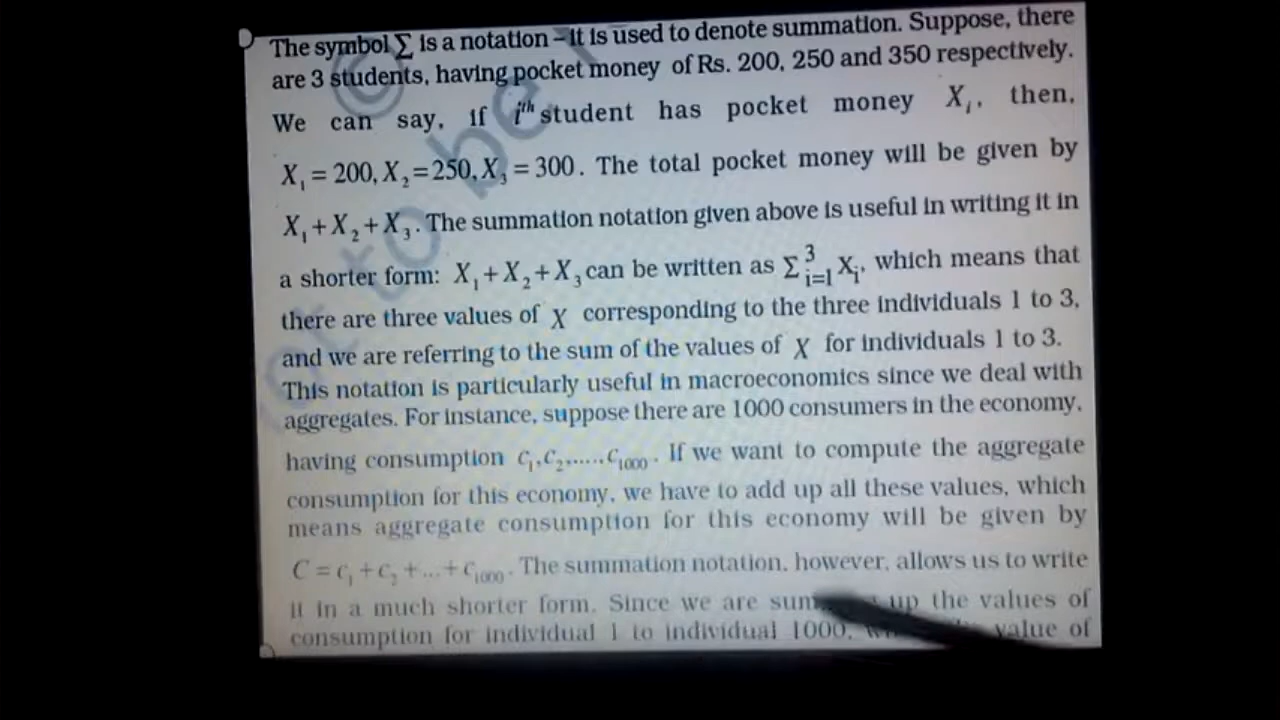 The symbol ∑ is a notation – it is used to denote summation. Suppose, there
are 3 students, having pocket money of Rs. 200, 250 and 350 respectively.
We can say, if iᵗʰ student has pocket money Xᵢ, then,
X₁ = 200, X₂ = 250, X₃ = 300. The total pocket money will be given by
X₁ + X₂ + X₃. The summation notation given above is useful in writing it in
a shorter form: X₁ + X₂ + X₃ can be written as ∑³ᵢ₌₁ Xᵢ, which means that
there are three values of X corresponding to the three individuals 1 to 3,
and we are referring to the sum of the values of X for individuals 1 to 3.
This notation is particularly useful in macroeconomics since we deal with
aggregates. For instance, suppose there are 1000 consumers in the economy,
having consumption c₁, c₂,......, c₁₀₀₀. If we want to compute the aggregate
consumption for this economy, we have to add up all these values, which
means aggregate consumption for this economy will be given by
C = c₁ + c₂ + ... + c₁₀₀₀. The summation notation, however, allows us to write
it in a much shorter form. Since we are up the values of
consumption for individual 1 to individual 1000, value of
© to be